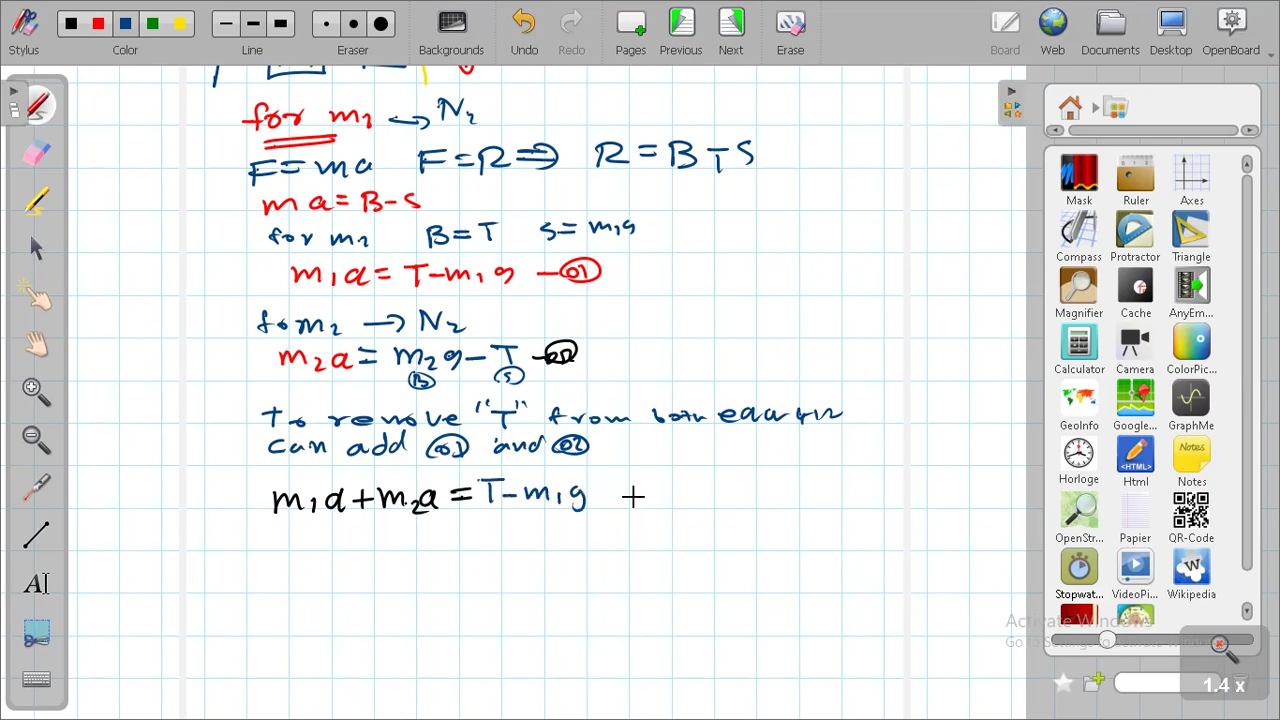 Stylus Color Line Eraser Backgrounds Undo Redo Pages Previous Next Erase Board Web Documents Desktop OpenBoard
for m1 → N2
F = ma F = R ⇒ R = B - S
ma = B - S
for m2 B = T S = m1g
m1a = T - m1g - 01
for m2 → N2
m2a = m2g - T - 02
B S
To remove "T" from both equation
can add 01 and 02
m1a + m2a = T - m1g +
Mask Ruler Axes
Compass Protractor Triangle
Magnifier Cache AnyEm...
Calculator Camera ColorPic...
GeoInfo Google... GraphMe
Horloge Html Notes
OpenStr... Papier QR-Code
Stopwat... VideoPi... Wikipedia
Activate Windows
1.4 x